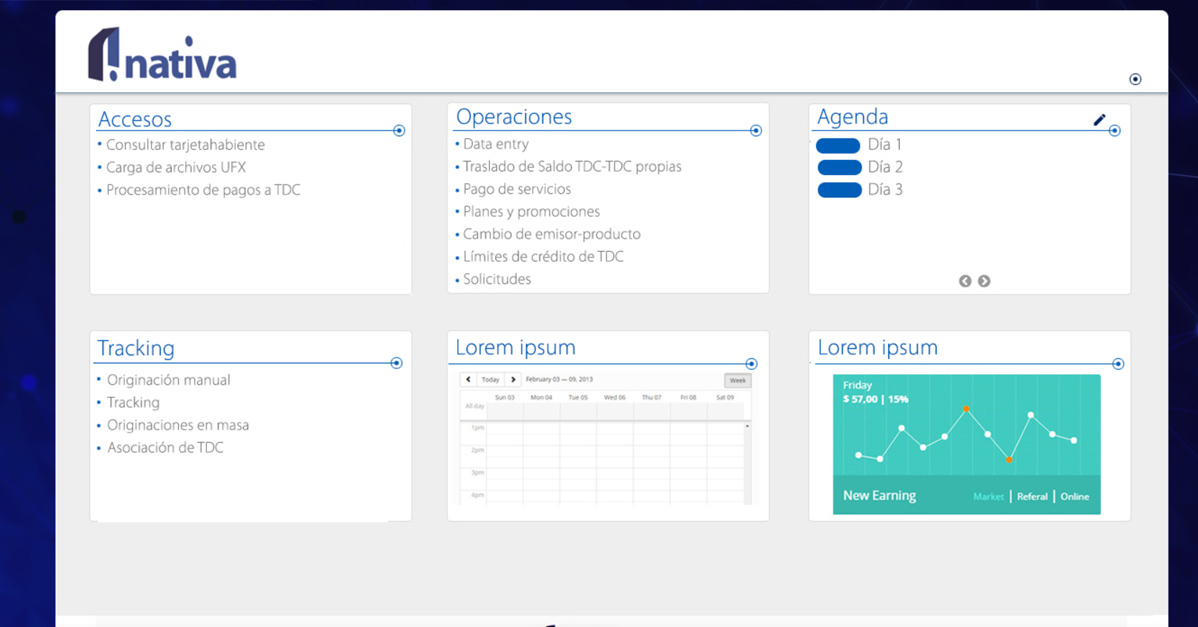 nativa
Accesos
• Consultar tarjetahabiente
• Carga de archivos UFX
• Procesamiento de pagos a TDC
Operaciones
• Data entry
• Traslado de Saldo TDC-TDC propias
• Pago de servicios
• Planes y promociones
• Cambio de emisor-producto
• Límites de crédito de TDC
• Solicitudes
Agenda
Día 1
Día 2
Día 3
Tracking
• Originación manual
• Tracking
• Originaciones en masa
• Asociación de TDC
Lorem ipsum
Today February 03 — 09, 2013 Week
Sun 03 Mon 04 Tue 05 Wed 06 Thu 07 Fri 08 Sat 09
All day
1pm
2pm
3pm
4pm
Lorem ipsum
Friday
$ 57,00 | 15%
New Earning Market | Referal | Online